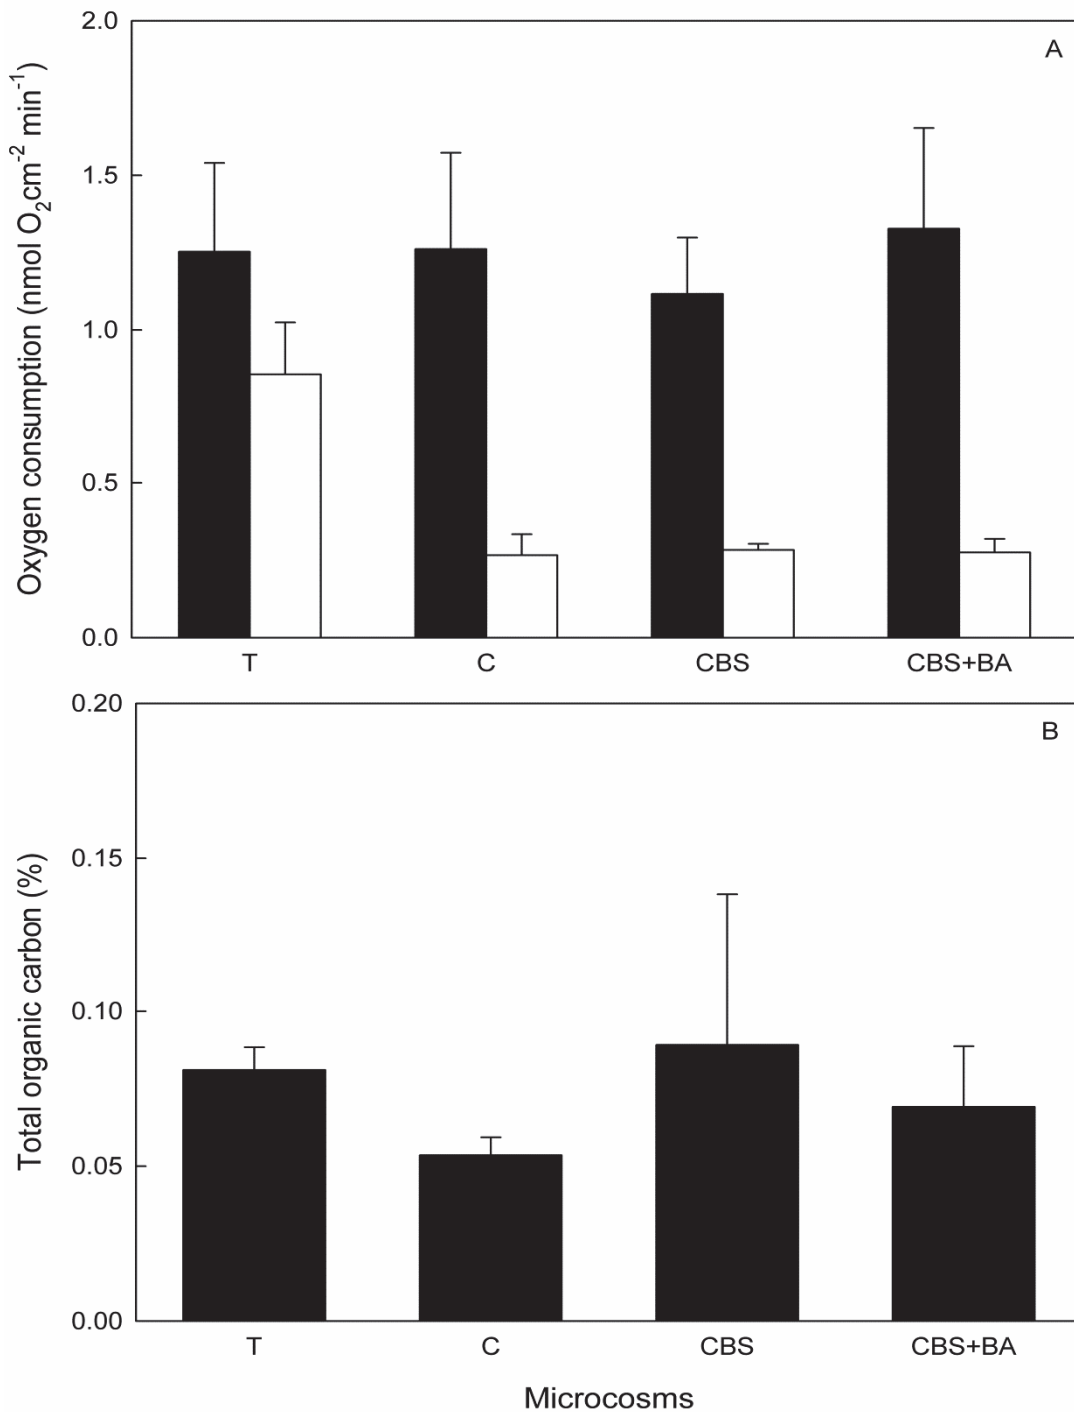 A
Oxygen consumption (nmol O₂cm⁻² min⁻¹)
2.0
1.5
1.0
0.5
0.0
T C CBS CBS+BA
B
Total organic carbon (%)
0.20
0.15
0.10
0.05
0.00
T C CBS CBS+BA
Microcosms